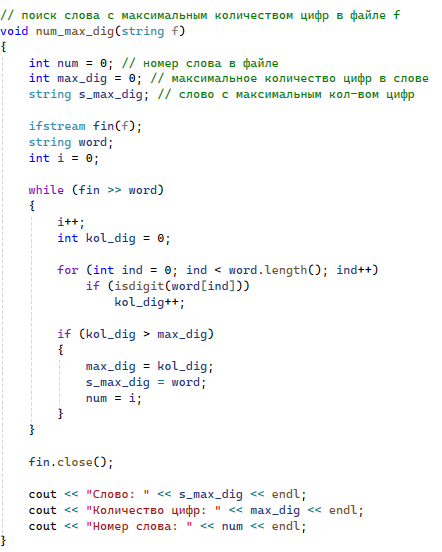 // поиск слова с максимальным количеством цифр в файле f
void num_max_dig(string f)
{
    int num = 0; // номер слова в файле
    int max_dig = 0; // максимальное количество цифр в слове
    string s_max_dig; // слово с максимальным кол-вом цифр

    ifstream fin(f);
    string word;
    int i = 0;

    while (fin >> word)
    {
        i++;
        int kol_dig = 0;

        for (int ind = 0; ind < word.length(); ind++)
            if (isdigit(word[ind]))
                kol_dig++;

        if (kol_dig > max_dig)
        {
            max_dig = kol_dig;
            s_max_dig = word;
            num = i;
        }
    }

    fin.close();

    cout << "Слово: " << s_max_dig << endl;
    cout << "Количество цифр: " << max_dig << endl;
    cout << "Номер слова: " << num << endl;
}